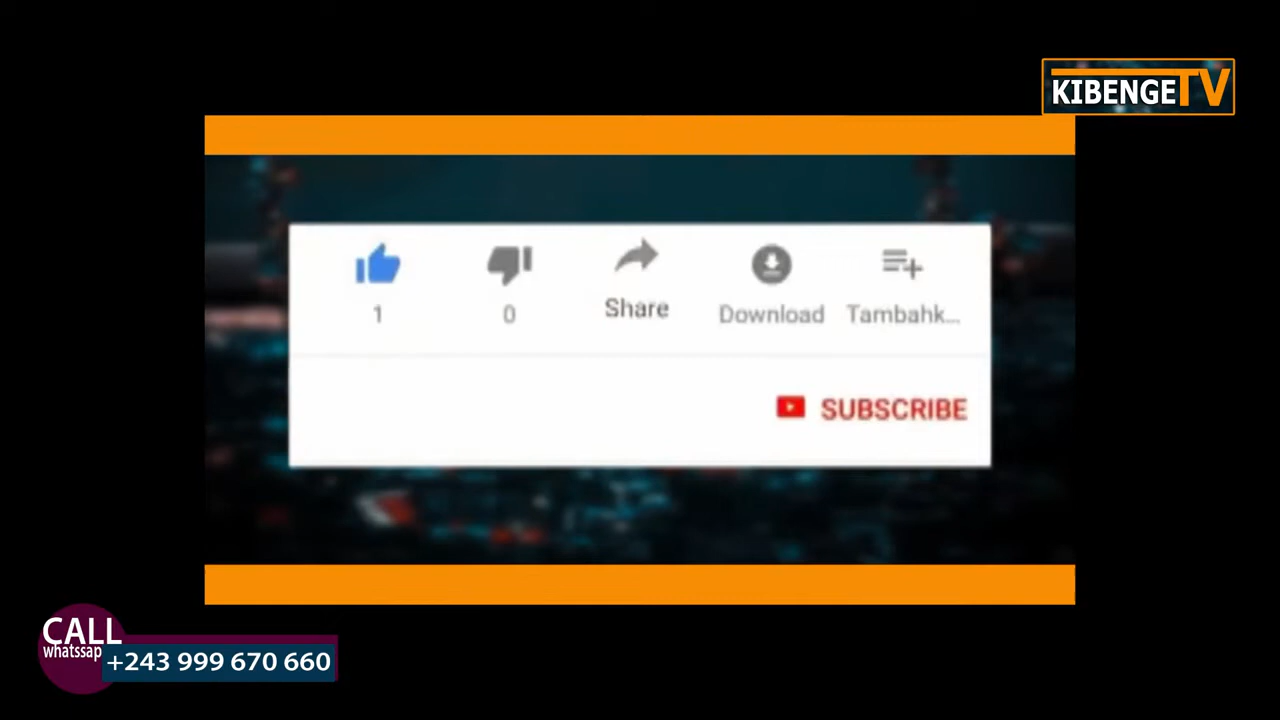 KIBENGETV
1
0
Share
Download
Tambahk...
SUBSCRIBE
CALL
whatssap
+243 999 670 660